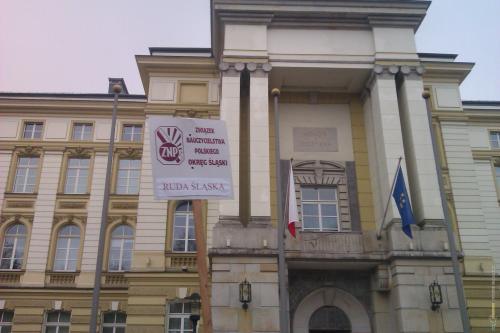 ZNP
ZWIĄZEK
NAUCZYCIELSTWA
POLSKIEGO
OKRĘG ŚLĄSKI
RUDA ŚLĄSKA